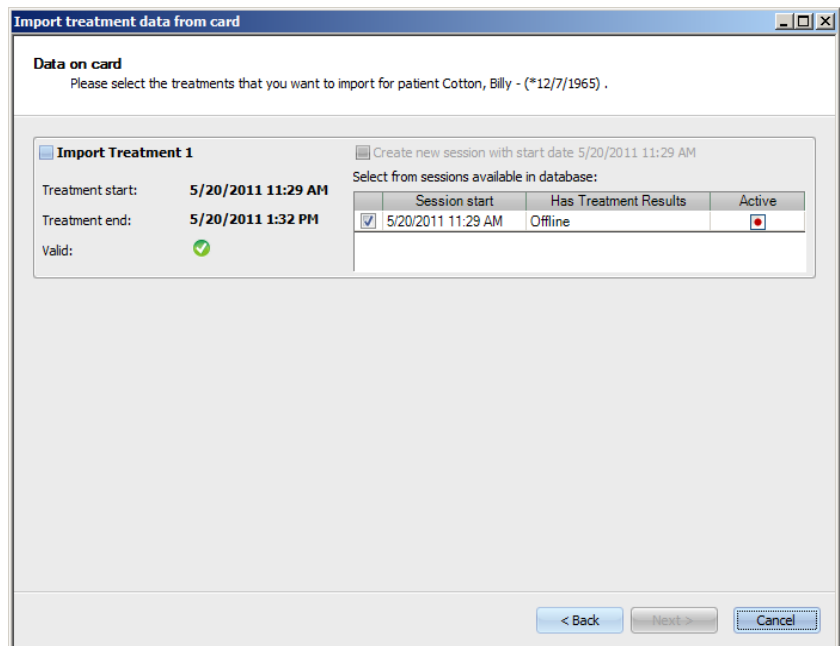 Import treatment data from card
Data on card
Please select the treatments that you want to import for patient Cotton, Billy - (*12/7/1965) .
Import Treatment 1
Create new session with start date 5/20/2011 11:29 AM
Select from sessions available in database:
Treatment start: 5/20/2011 11:29 AM
Session start Has Treatment Results Active
Treatment end: 5/20/2011 1:32 PM
5/20/2011 11:29 AM Offline
Valid:
< Back Next > Cancel